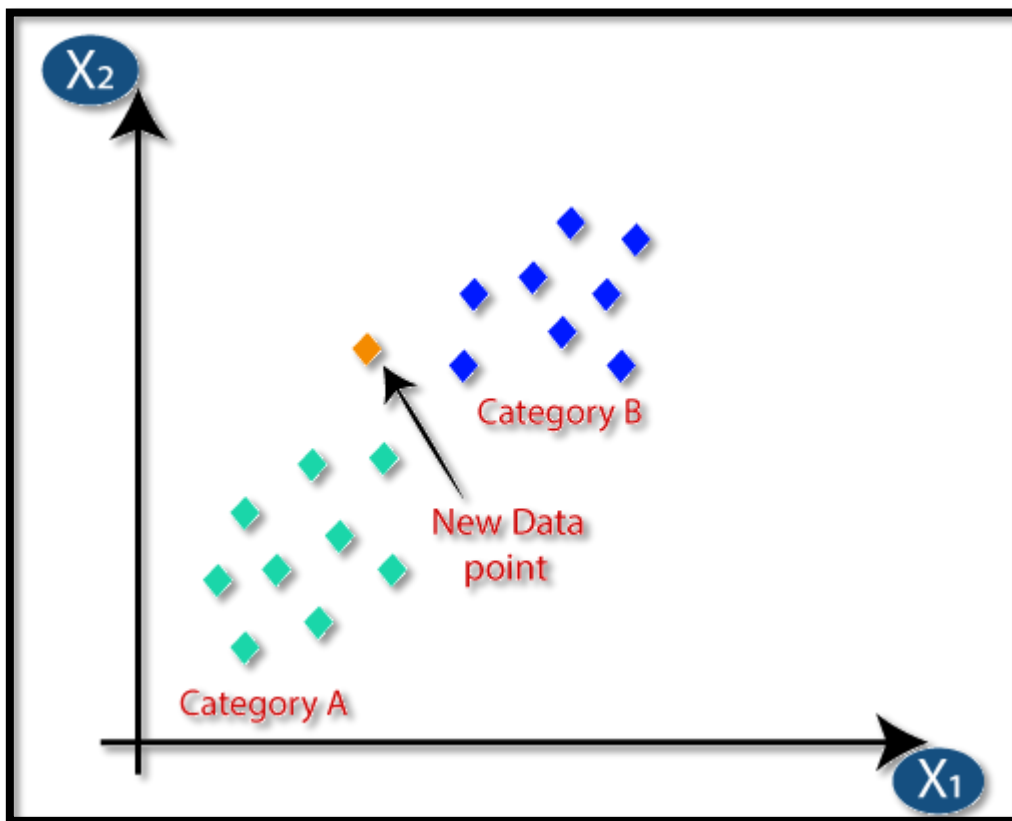 X₂
Category B
New Data
point
Category A
X₁